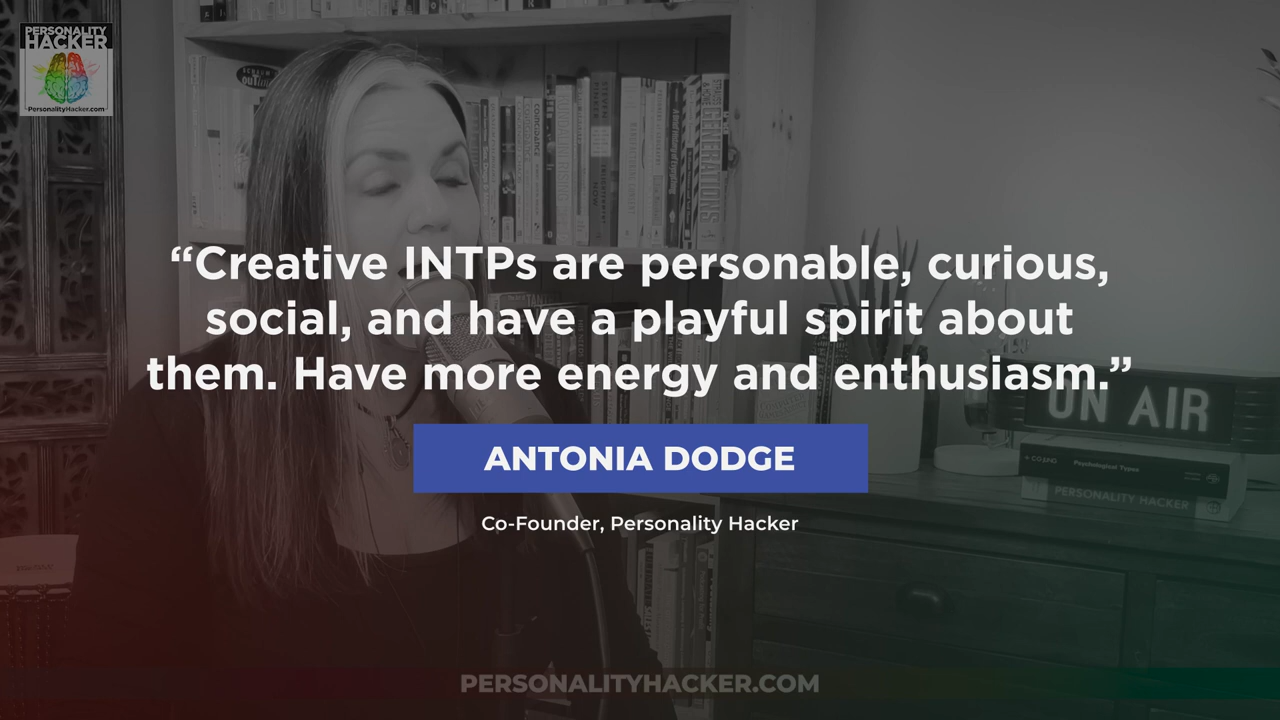 PERSONALITY
HACKER
PersonalityHacker.com
“Creative INTPs are personable, curious,
social, and have a playful spirit about
them. Have more energy and enthusiasm.”
ANTONIA DODGE
Co-Founder, Personality Hacker
ON AIR
Psychological Types
PERSONALITY HACKER
GENERATIONS
PERSONALITYHACKER.COM